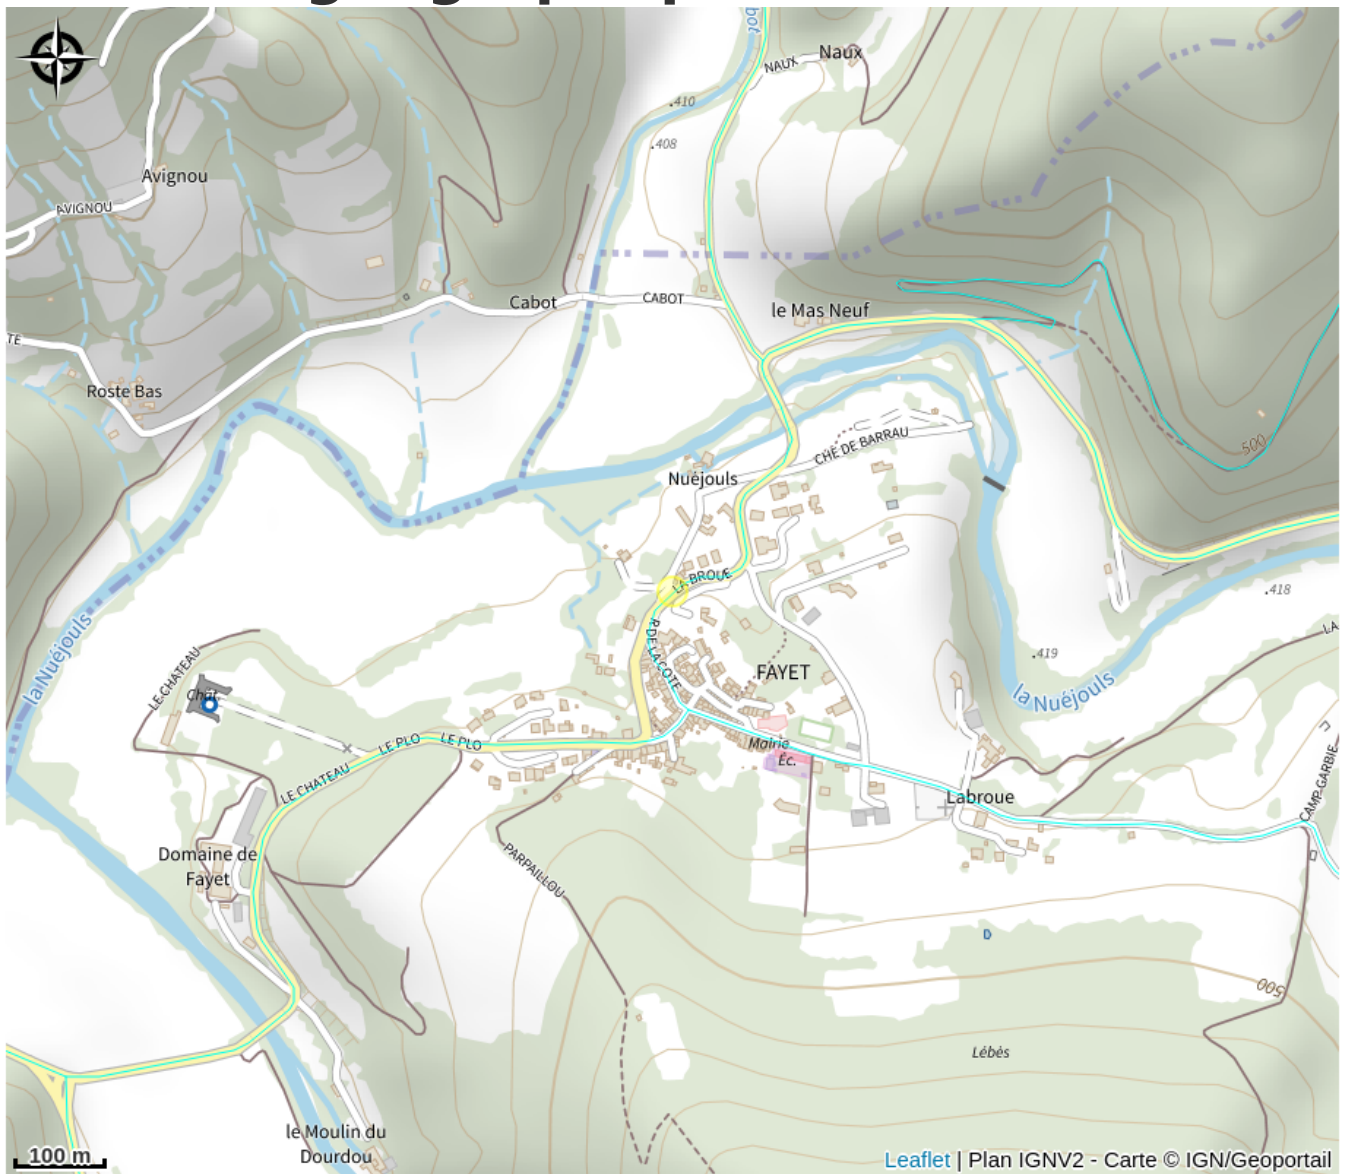 Naux
NAUX
.410
.408
Avignou
AVIGNOU
Cabot
CABOT
le Mas Neuf
Roste Bas
500
CHE DE BARRAU
Nuéjouls
LA BROUE
.418
R DE LA COTE
.419
FAYET
la Nuéjouls
la Nuéjouls
LE CHATEAU
Chât.
LE PLO
LE PLO
Mairie
Éc.
LE CHATEAU
Labroue
CAMP-GARBIE
Domaine de
Fayet
PARPAILLOU
D
500
Lébès
le Moulin du
Dourdou
100 m
Leaflet | Plan IGNV2 - Carte © IGN/Geoportail